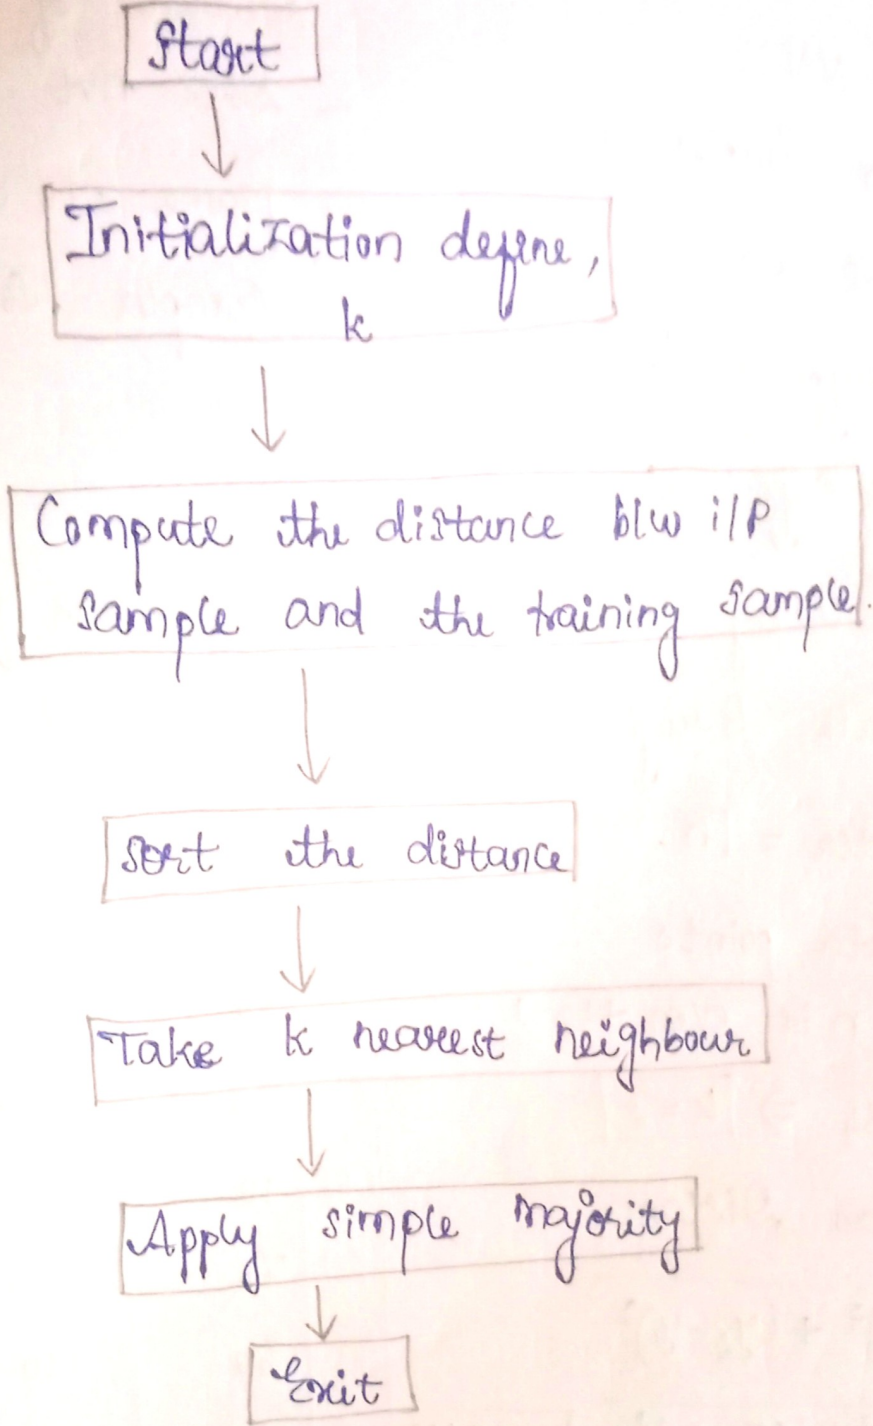 Start
Initialization define,
k
Compute the distance b/w i/p
sample and the training sample.
Sort the distance
Take k nearest neighbour
Apply simple majority
Exit